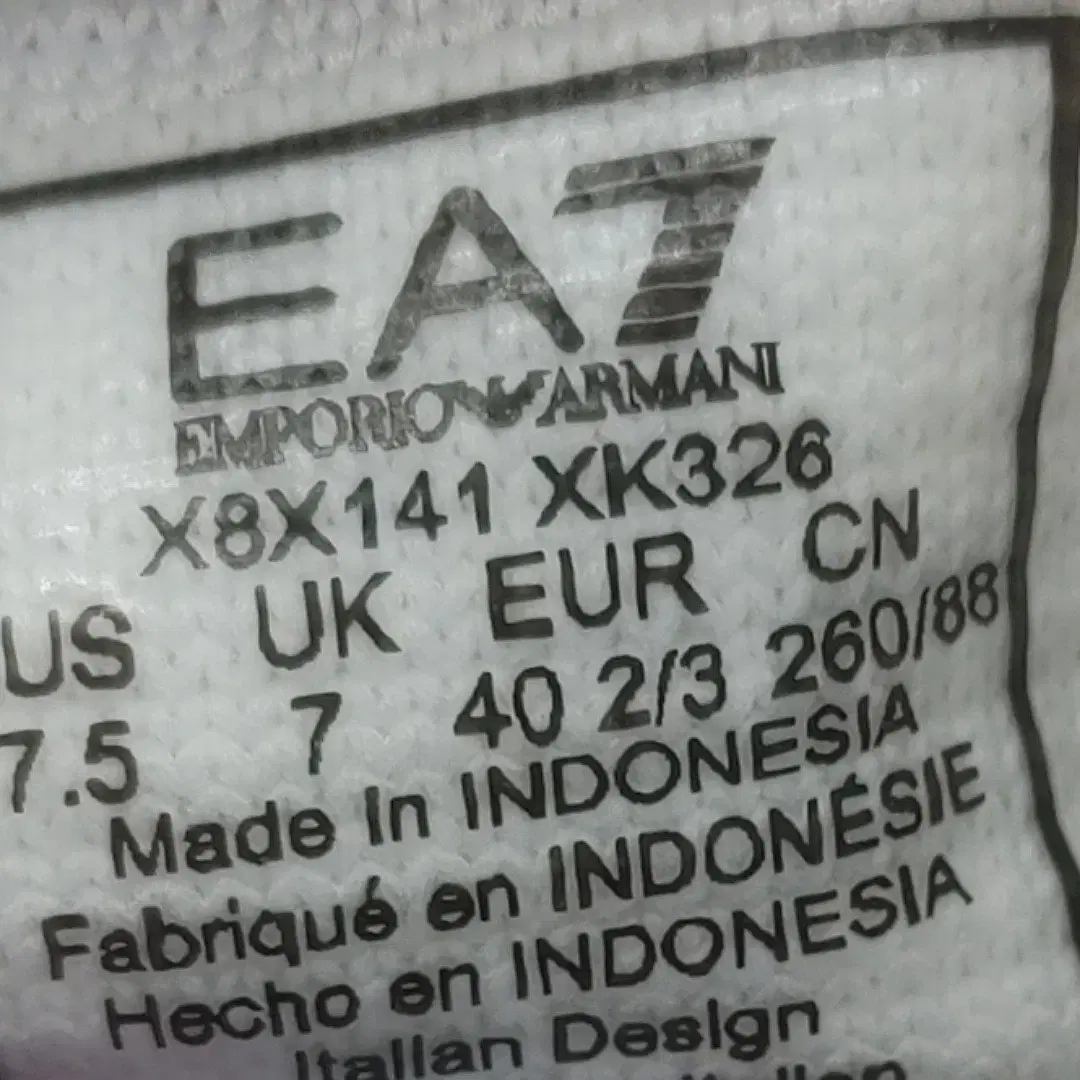 EA7
EMPORIO ARMANI
X8X141 XK326
US UK EUR CN
7.5 7 40 2/3 260/88
Made In INDONESIA
Fabriqué en INDONÉSIE
Hecho en INDONESIA
Italian Design